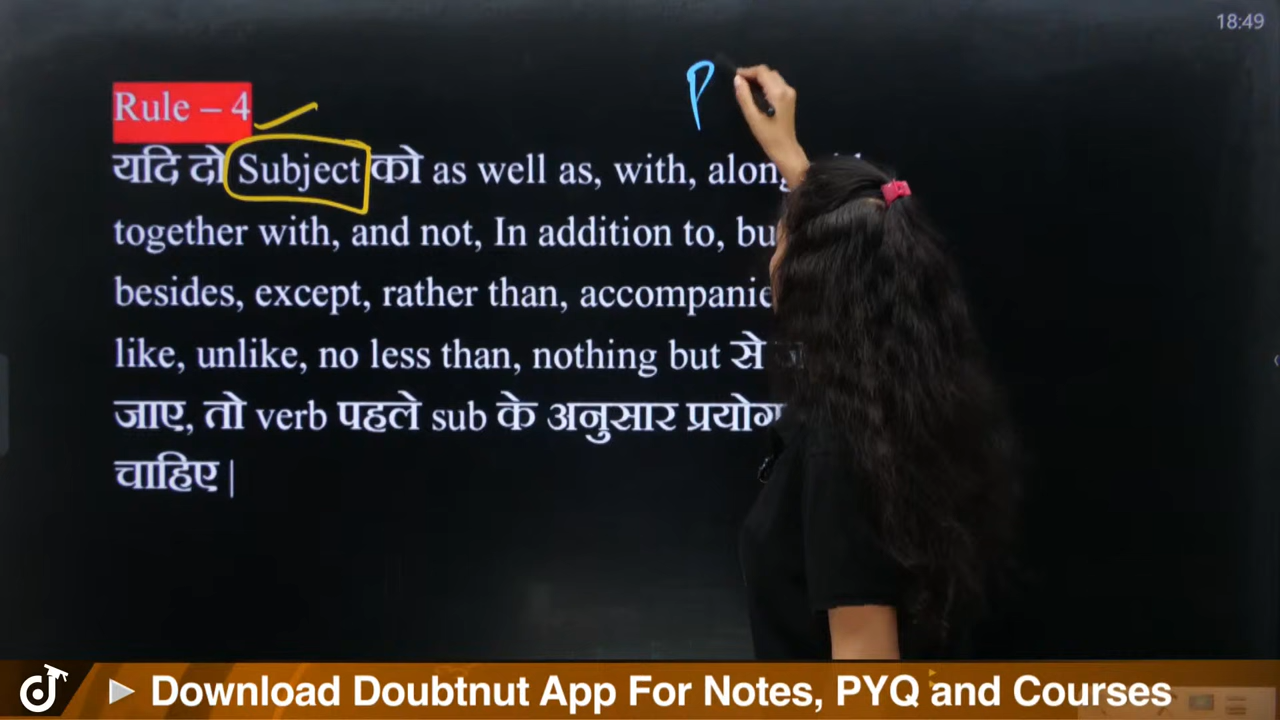 18:49
P
Rule – 4
यदि दो Subject को as well as, with, along
together with, and not, In addition to,
besides, except, rather than,
like, unlike, no less than, nothing but से
जाए, तो verb पहले sub के अनुसार प्रयोग
चाहिए |
Download Doubtnut App For Notes, PYQ and Courses